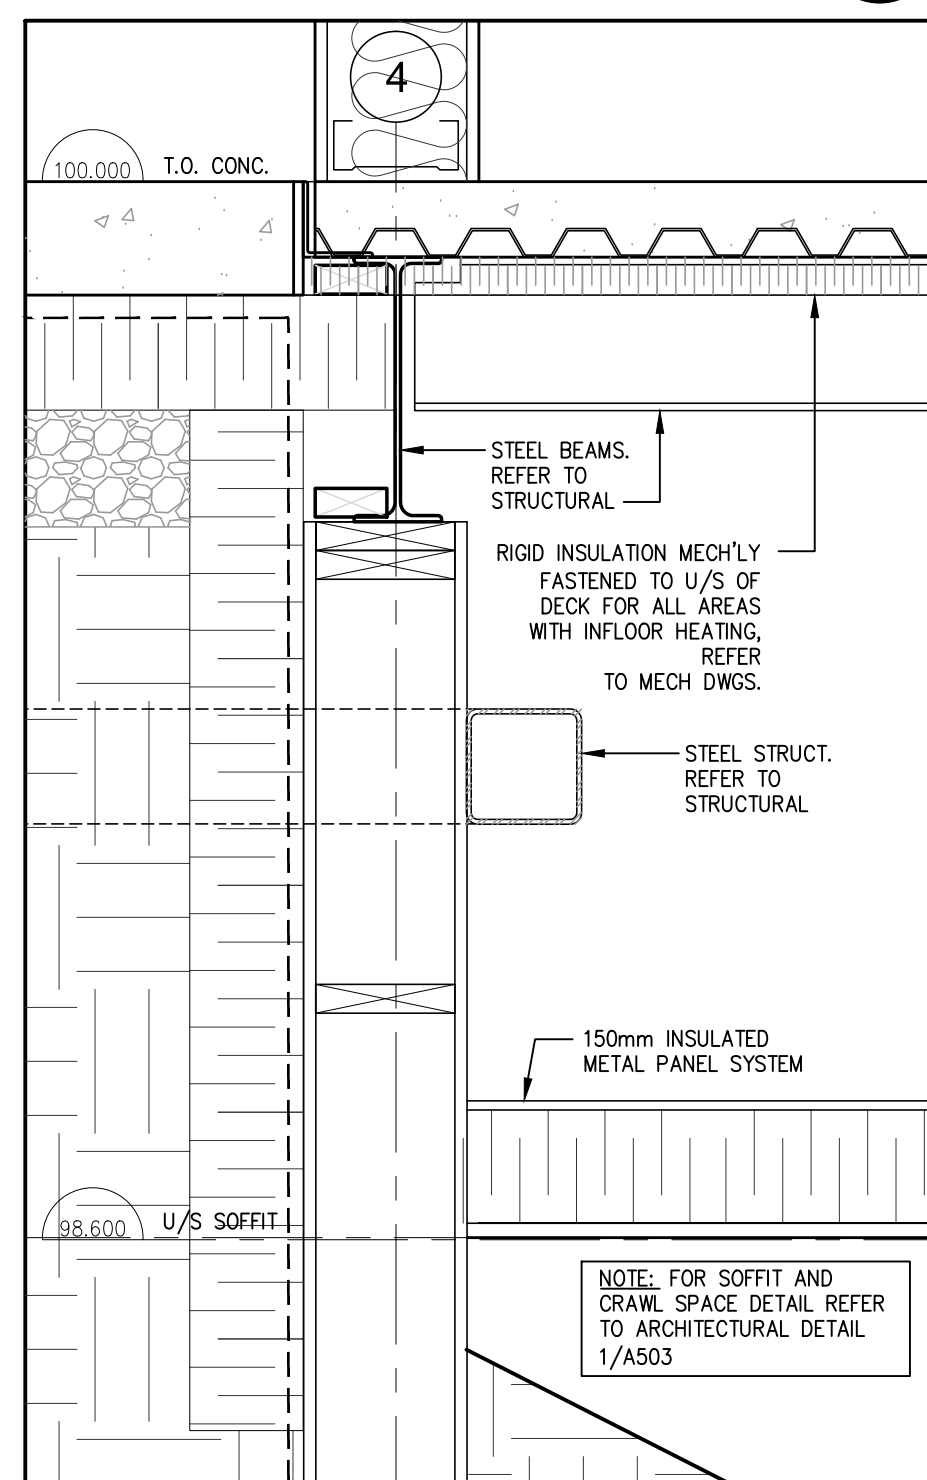 4
100.000 T.O. CONC.
STEEL BEAMS.
REFER TO
STRUCTURAL
RIGID INSULATION MECH'LY
FASTENED TO U/S OF
DECK FOR ALL AREAS
WITH INFLOOR HEATING,
REFER
TO MECH DWGS.
STEEL STRUCT.
REFER TO
STRUCTURAL
150mm INSULATED
METAL PANEL SYSTEM
98.600 U/S SOFFIT
NOTE: FOR SOFFIT AND
CRAWL SPACE DETAIL REFER
TO ARCHITECTURAL DETAIL
1/A503